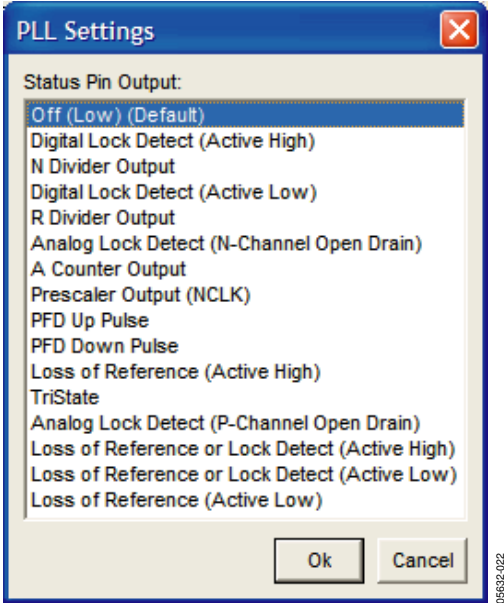 PLL Settings
Status Pin Output:
Off (Low) (Default)
Digital Lock Detect (Active High)
N Divider Output
Digital Lock Detect (Active Low)
R Divider Output
Analog Lock Detect (N-Channel Open Drain)
A Counter Output
Prescaler Output (NCLK)
PFD Up Pulse
PFD Down Pulse
Loss of Reference (Active High)
TriState
Analog Lock Detect (P-Channel Open Drain)
Loss of Reference or Lock Detect (Active High)
Loss of Reference or Lock Detect (Active Low)
Loss of Reference (Active Low)
Ok
Cancel
05632-022